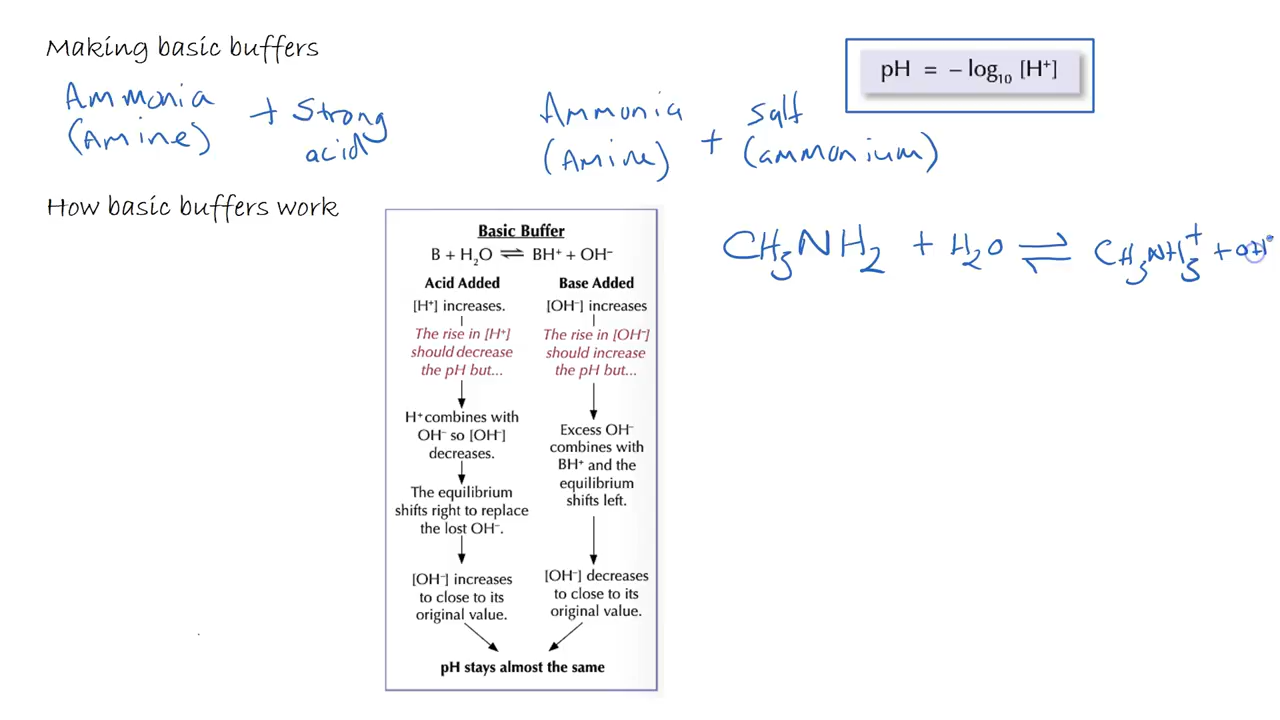 Making basic buffers
pH = – log₁₀ [H⁺]
Ammonia
(Amine)
+ Strong
acid
Ammonia
(Amine)
+
salt
(ammonium)
How basic buffers work
Basic Buffer
B + H₂O ⇌ BH⁺ + OH⁻
Acid Added
[H⁺] increases.
The rise in [H⁺]
should decrease
the pH but...
H⁺ combines with
OH⁻ so [OH⁻]
decreases.
The equilibrium
shifts right to replace
the lost OH⁻.
[OH⁻] increases
to close to its
original value.
Base Added
[OH⁻] increases
The rise in [OH⁻]
should increase
the pH but...
Excess OH⁻
combines with
BH⁺ and the
equilibrium
shifts left.
[OH⁻] decreases
to close to its
original value.
pH stays almost the same
CH₃NH₂ + H₂O ⇌ CH₃NH₃⁺ + OH⁻